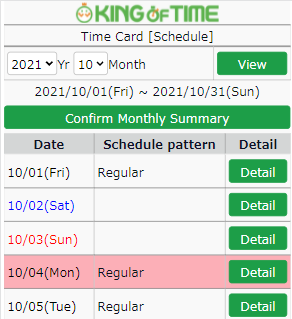 KING OF TIME
Time Card [Schedule]
2021 Yr 10 Month View
2021/10/01(Fri) ~ 2021/10/31(Sun)
Confirm Monthly Summary
Date Schedule pattern Detail
10/01(Fri) Regular Detail
10/02(Sat) Detail
10/03(Sun) Detail
10/04(Mon) Regular Detail
10/05(Tue) Regular Detail